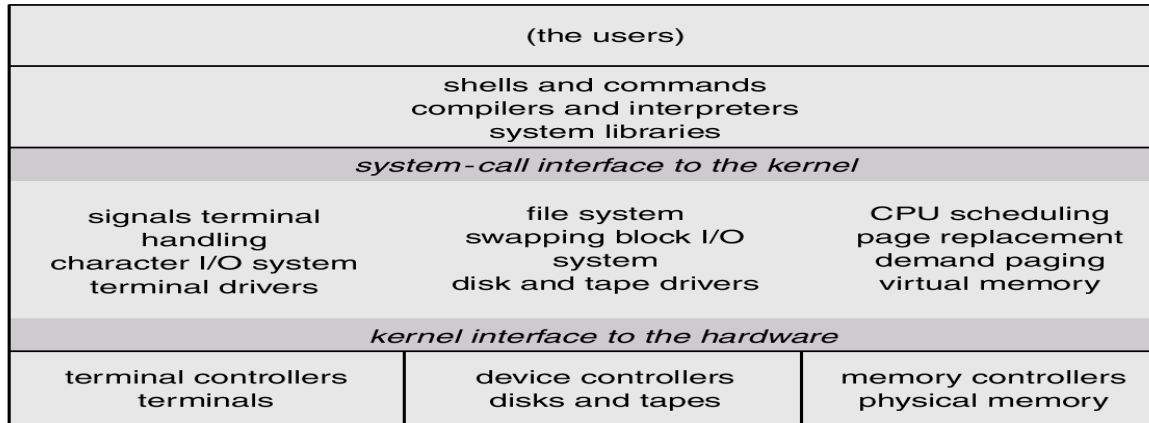 (the users)
shells and commands
compilers and interpreters
system libraries
system-call interface to the kernel
signals terminal
handling
character I/O system
terminal drivers
file system
swapping block I/O
system
disk and tape drivers
CPU scheduling
page replacement
demand paging
virtual memory
kernel interface to the hardware
terminal controllers
terminals
device controllers
disks and tapes
memory controllers
physical memory